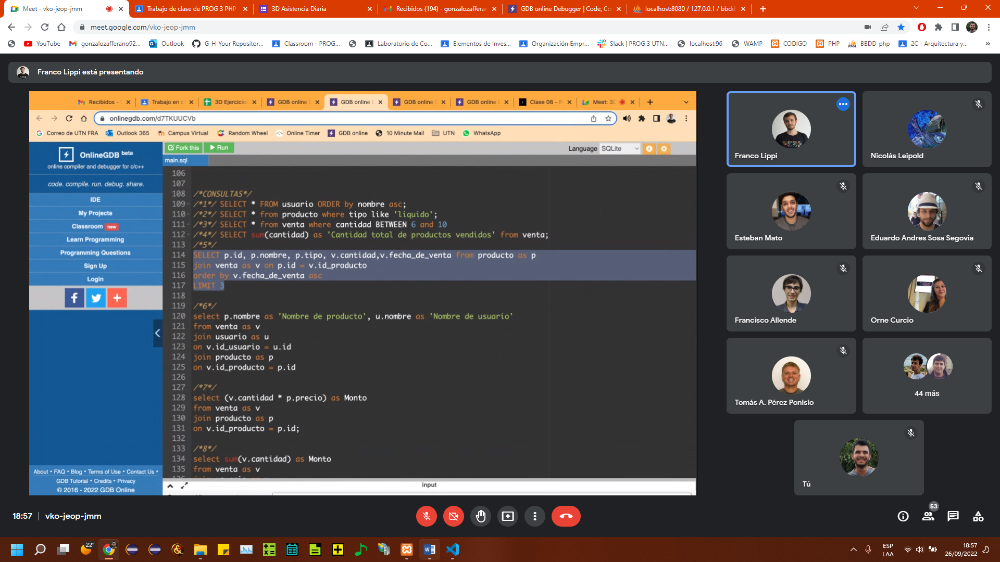 Meet - vko-jeop-jmm
Trabajo de clase de PROG 3 PHP
3D Asistencia Diaria
Recibidos (194) - gonzalozafferan
GDB online Debugger | Code, Co
localhost:8080 / 127.0.0.1 / bbdd
meet.google.com/vko-jeop-jmm
YouTube
gonzalozafferano92...
Outlook
G-H-Your Repositor...
Classroom - PROG...
Laboratorio de Co...
Elementos de Inves...
Organización Empr...
Slack | PROG 3 UTN...
localhost:96
WAMP
CODIGO
PHP
BBDD-php
2C - Arquitectura y...
»
Franco Lippi está presentando
Recibidos -
Trabajo en c
3D Ejercicio
GDB online D
GDB online D
GDB online D
GDB online D
Clase 06 - P
Meet: 3D
onlinegdb.com/d7TKUUCVb
Correo de UTN FRA
Outlook 365
Campus Virtual
Random Wheel
Online Timer
GDB online
10 Minute Mail
UTN
WhatsApp
OnlineGDB beta
online compiler and debugger for c/c++
code. compile. run. debug. share.
IDE
My Projects
Classroom new
Learn Programming
Programming Questions
Sign Up
Login
About • FAQ • Blog • Terms of Use • Contact Us •
GDB Tutorial • Credits • Privacy
© 2016 - 2022 GDB Online
Fork this
Run
Language SQLite
main.sql
106
107
108 /*CONSULTAS*/
109 /*1*/ SELECT * FROM usuario ORDER by nombre asc;
110 /*2*/ SELECT * from producto where tipo like 'liquido';
111 /*3*/ SELECT * from venta where cantidad BETWEEN 6 and 10
112 /*4*/ SELECT sum(cantidad) as 'Cantidad total de productos vendidos' from venta;
113 /*5*/
114 SELECT p.id, p.nombre, p.tipo, v.cantidad,v.fecha_de_venta from producto as p
115 join venta as v on p.id = v.id_producto
116 order by v.fecha_de_venta asc
117 LIMIT 3
118
119 /*6*/
120 select p.nombre as 'Nombre de producto', u.nombre as 'Nombre de usuario'
121 from venta as v
122 join usuario as u
123 on v.id_usuario = u.id
124 join producto as p
125 on v.id_producto = p.id
126
127 /*7*/
128 select (v.cantidad * p.precio) as Monto
129 from venta as v
130 join producto as p
131 on v.id_producto = p.id;
132
133 /*8*/
134 select sum(v.cantidad) as Monto
135 from venta as v
input
Franco Lippi
Nicolás Leipold
Esteban Mato
Eduardo Andres Sosa Segovia
Francisco Allende
Orne Curcio
Tomás A. Pérez Ponisio
44 más
Tú
18:57 | vko-jeop-jmm
53
22°
ESP
LAA
18:57
26/09/2022